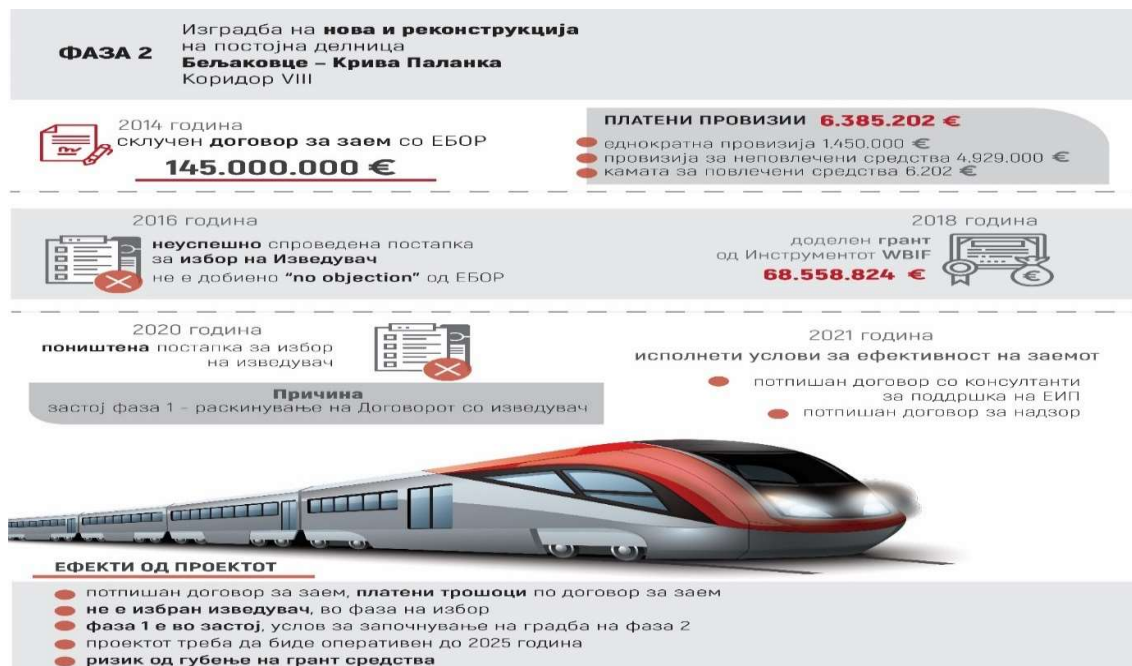 ФАЗА 2
Изградба на нова и реконструкција
на постојна делница
Бељаковце – Крива Паланка
Коридор VIII
2014 година
склучен договор за заем со ЕБОР
145.000.000 €
ПЛАТЕНИ ПРОВИЗИИ 6.385.202 €
еднократна провизија 1.450.000 €
провизија за неповлечени средства 4.929.000 €
камата за повлечени средства 6.202 €
2016 година
неуспешно спроведена постапка
за избор на Изведувач
не е добиено “no objection” од ЕБОР
2018 година
доделен грант
од Инструментот WBIF
68.558.824 €
2020 година
поништена постапка за избор
на изведувач
Причина
застој фаза 1 - раскинување на Договорот со изведувач
2021 година
исполнети услови за ефективност на заемот
потпишан договор со консултанти
за поддршка на ЕИП
потпишан договор за надзор
ЕФЕКТИ ОД ПРОЕКТОТ
потпишан договор за заем, платени трошоци по договор за заем
не е избран изведувач, во фаза на избор
фаза 1 е во застој, услов за започнување на градба на фаза 2
проектот треба да биде оперативен до 2025 година
ризик од губење на грант средства